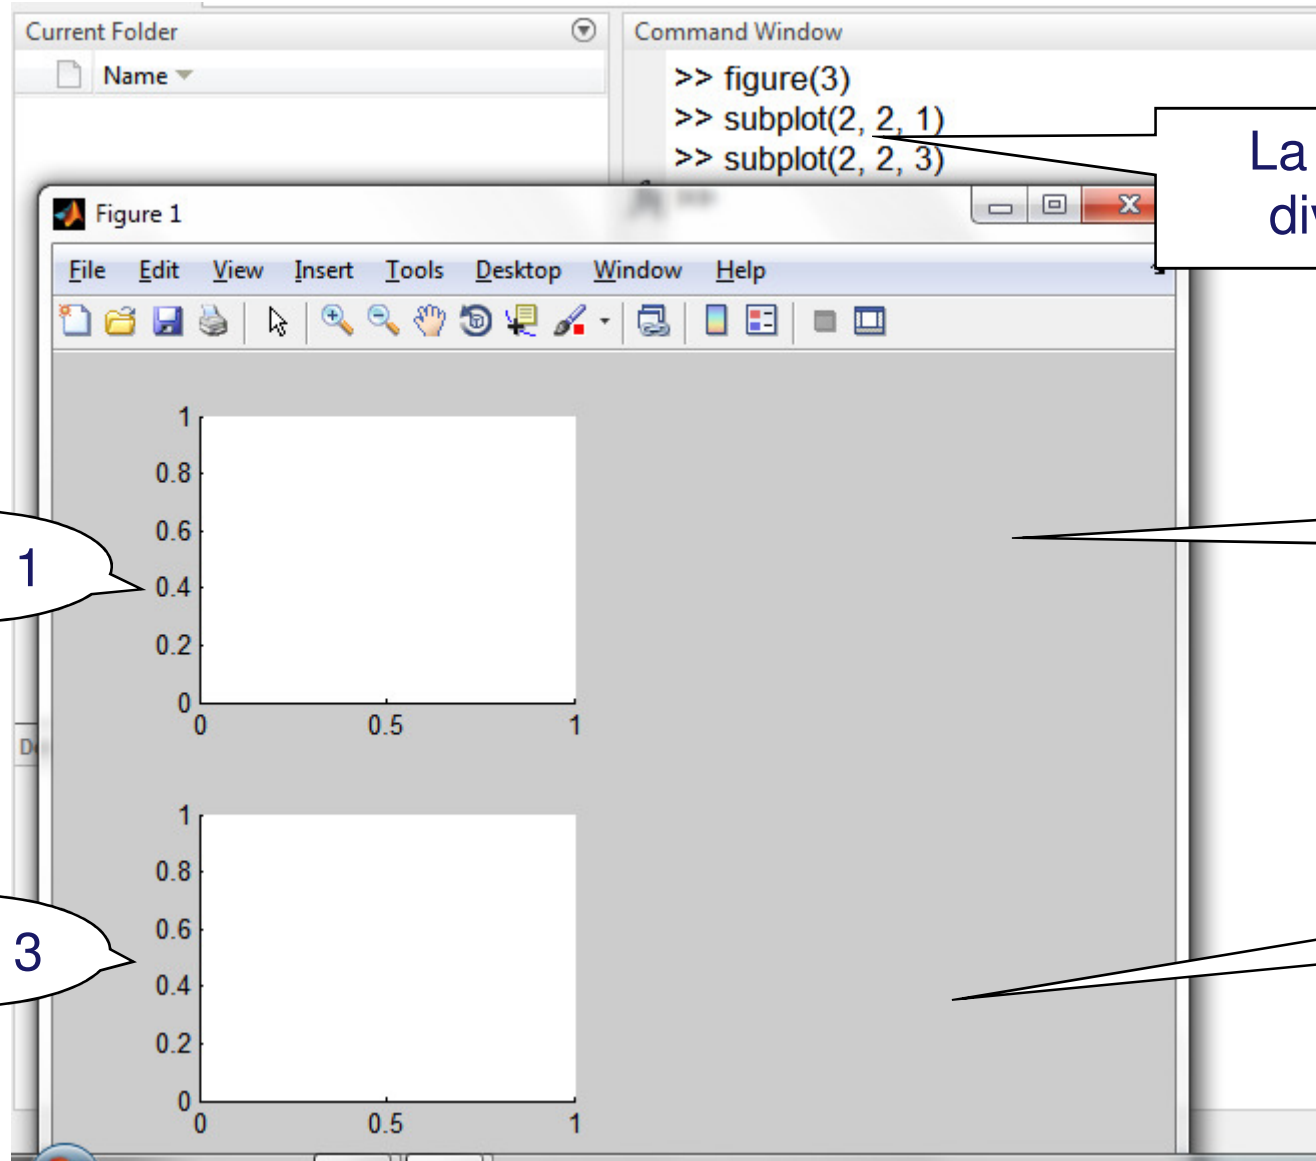 Current Folder
Name
Command Window
>> figure(3)
>> subplot(2, 2, 1)
>> subplot(2, 2, 3)
La
Figure 1
File Edit View Insert Tools Desktop Window Help
1
0.8
0.6
0.4
0.2
0
0 0.5 1
1
1
0.8
0.6
0.4
0.2
0
0 0.5 1
3